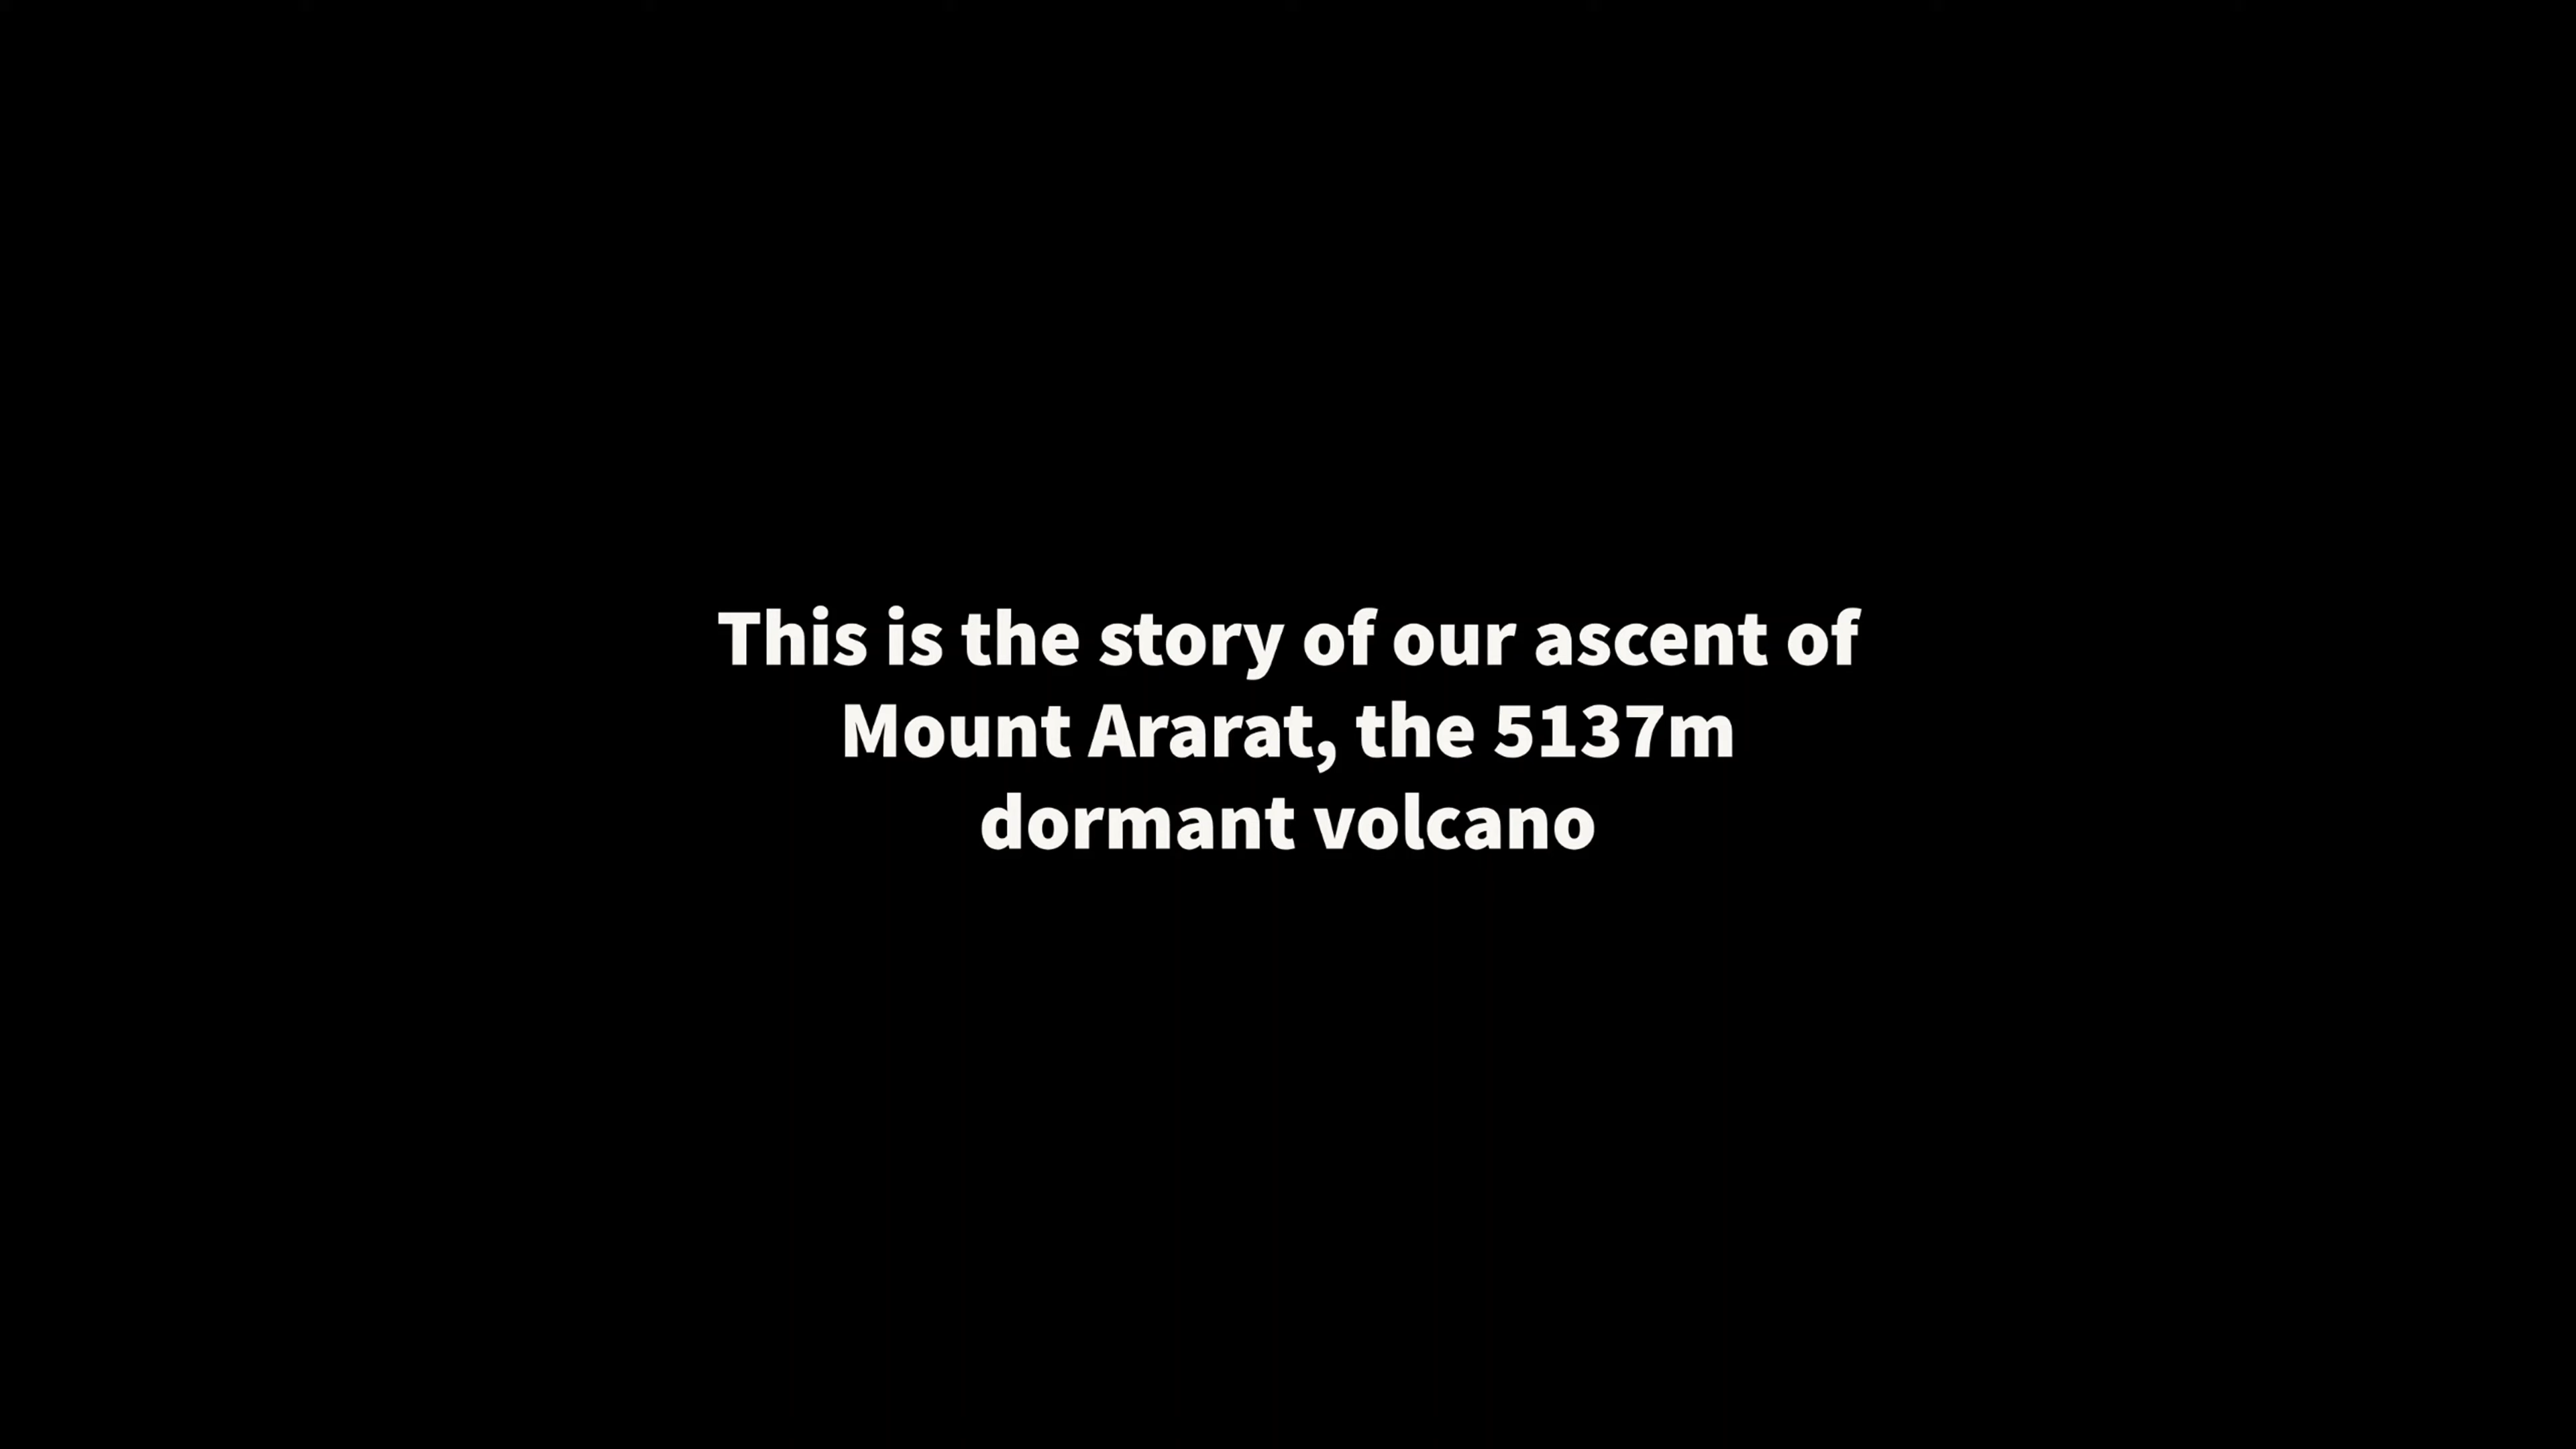 This is the story of our ascent of
Mount Ararat, the 5137m
dormant volcano